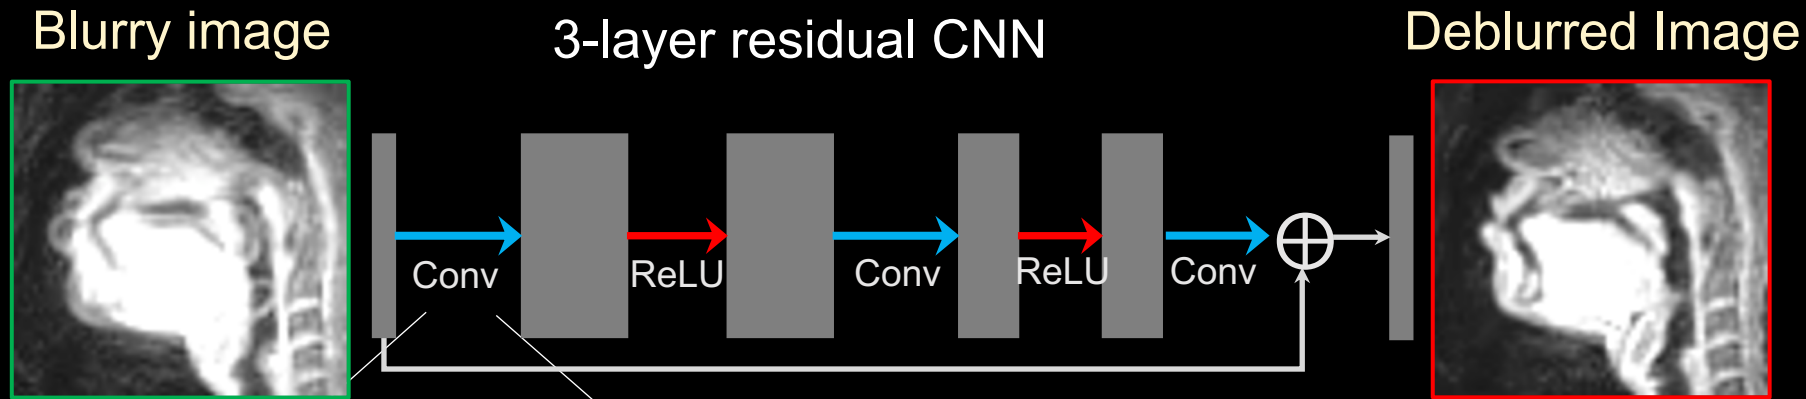 Blurry image
3-layer residual CNN
Deblurred Image
Conv
ReLU
Conv
ReLU
Conv